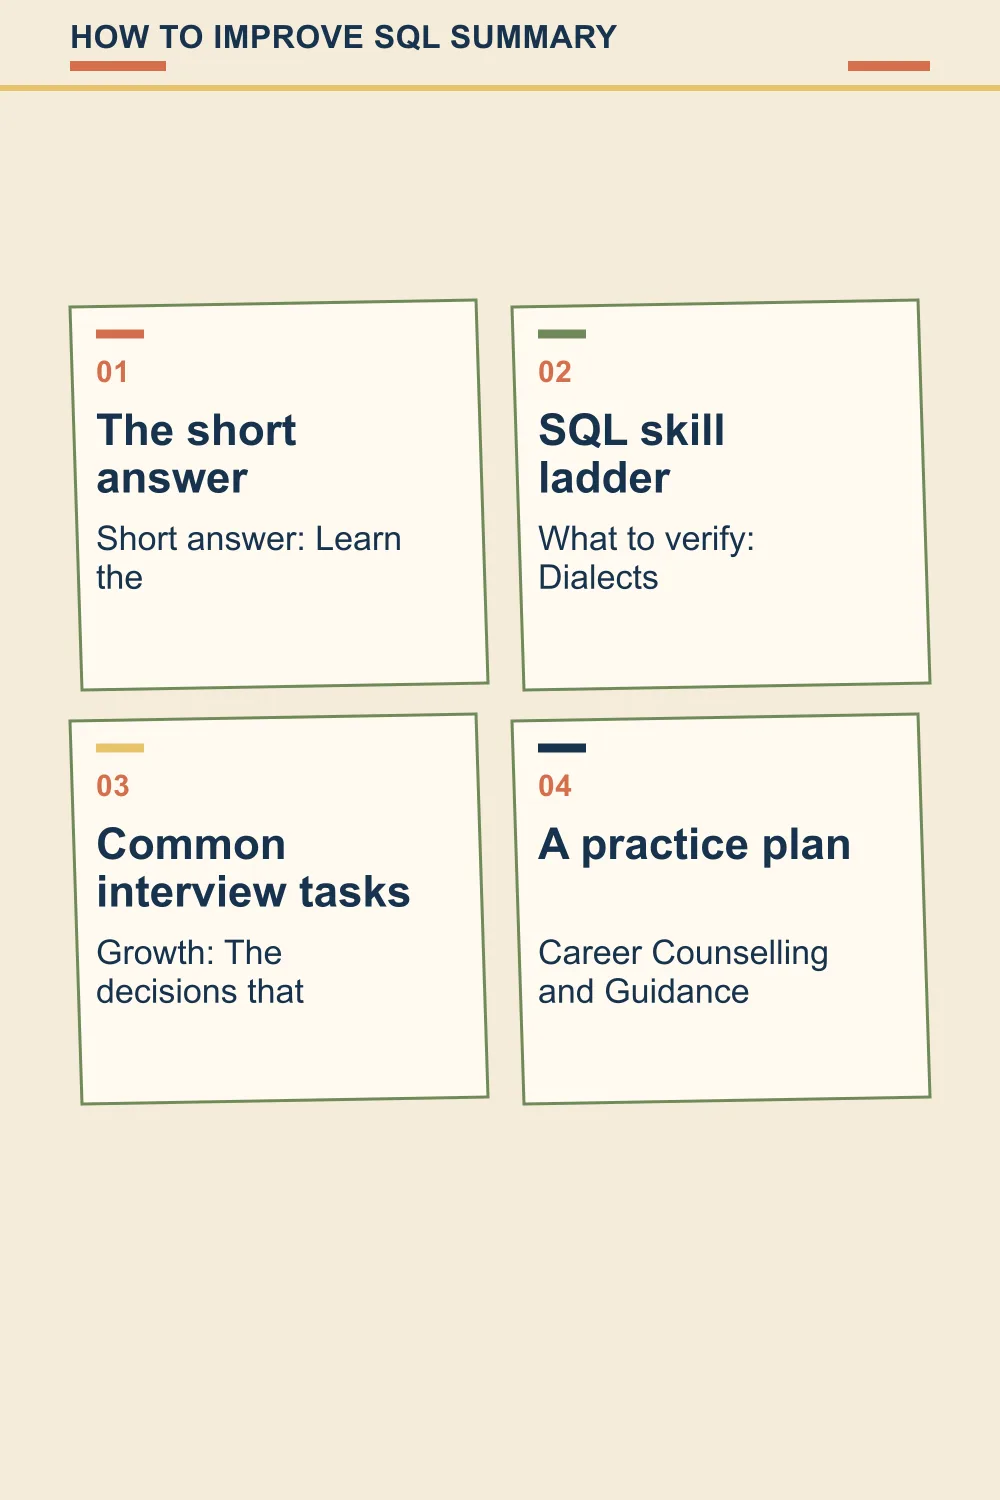 HOW TO IMPROVE SQL SUMMARY
01
The short
answer
Short answer: Learn
the
02
SQL skill
ladder
What to verify:
Dialects
03
Common
interview tasks
Growth: The
decisions that
04
A practice plan
Career Counselling
and Guidance